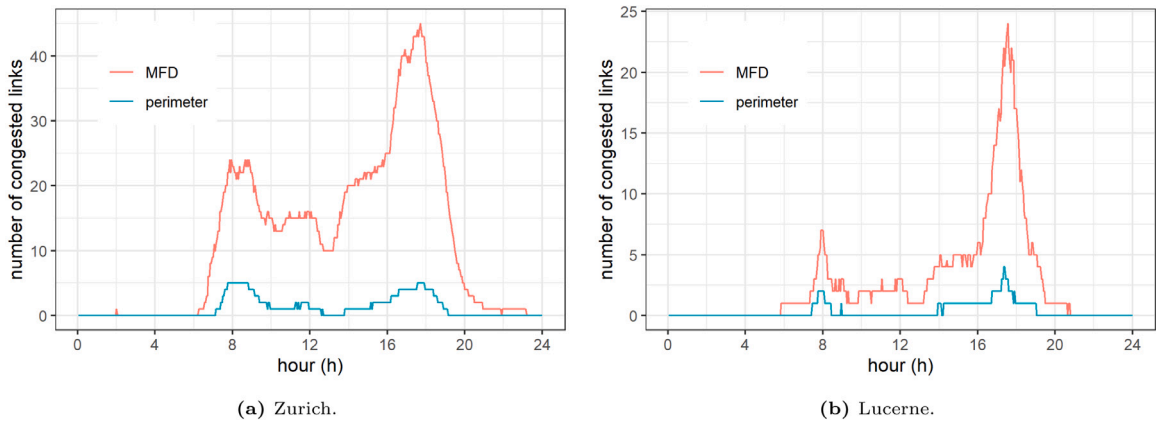 number of congested links
40
30
20
10
0
MFD
perimeter
0 4 8 12 16 20 24
hour (h)
(a) Zurich.
number of congested links
25
20
15
10
5
0
MFD
perimeter
0 4 8 12 16 20 24
hour (h)
(b) Lucerne.